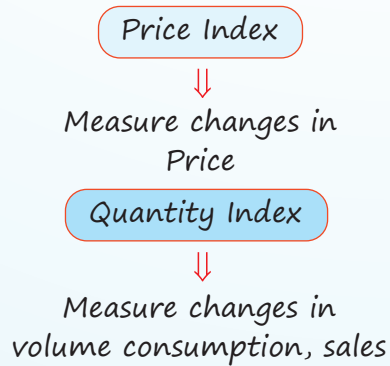 Price Index
⇓
Measure changes in
Price
Quantity Index
⇓
Measure changes in
volume consumption, sales